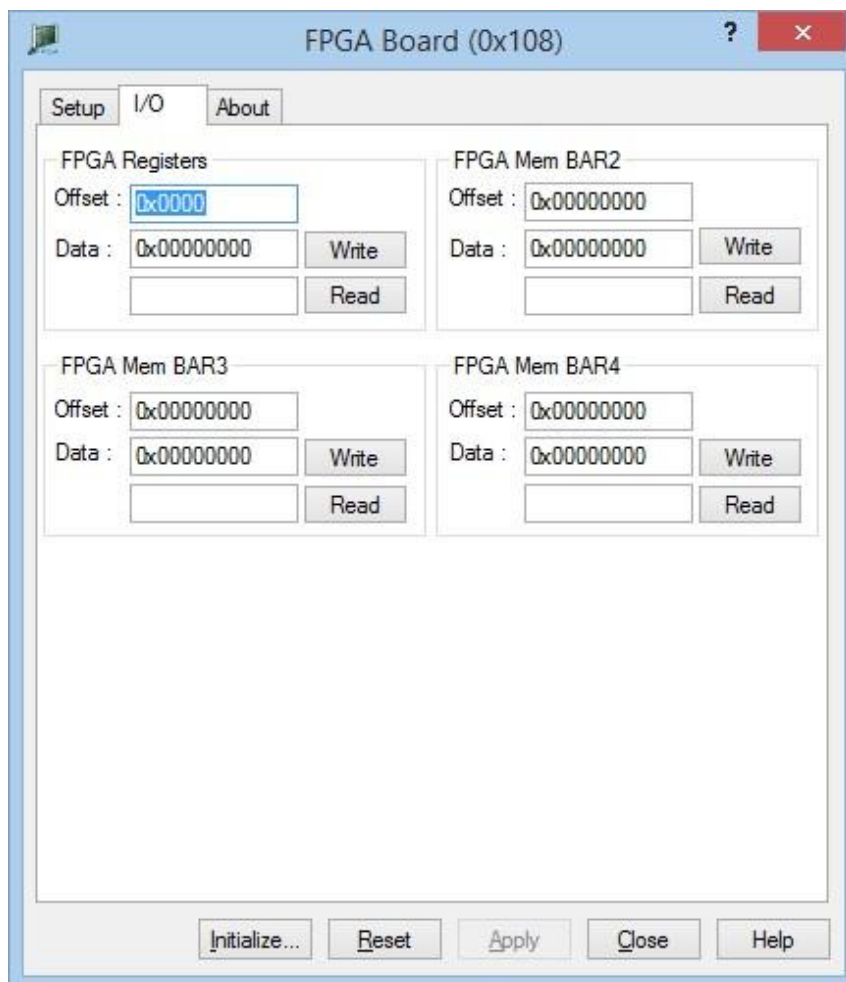 FPGA Board (0x108)
?
×
Setup I/O About
FPGA Registers
Offset : 0x0000
Data : 0x00000000 Write
Read
FPGA Mem BAR2
Offset : 0x00000000
Data : 0x00000000 Write
Read
FPGA Mem BAR3
Offset : 0x00000000
Data : 0x00000000 Write
Read
FPGA Mem BAR4
Offset : 0x00000000
Data : 0x00000000 Write
Read
Initialize... Reset Apply Close Help